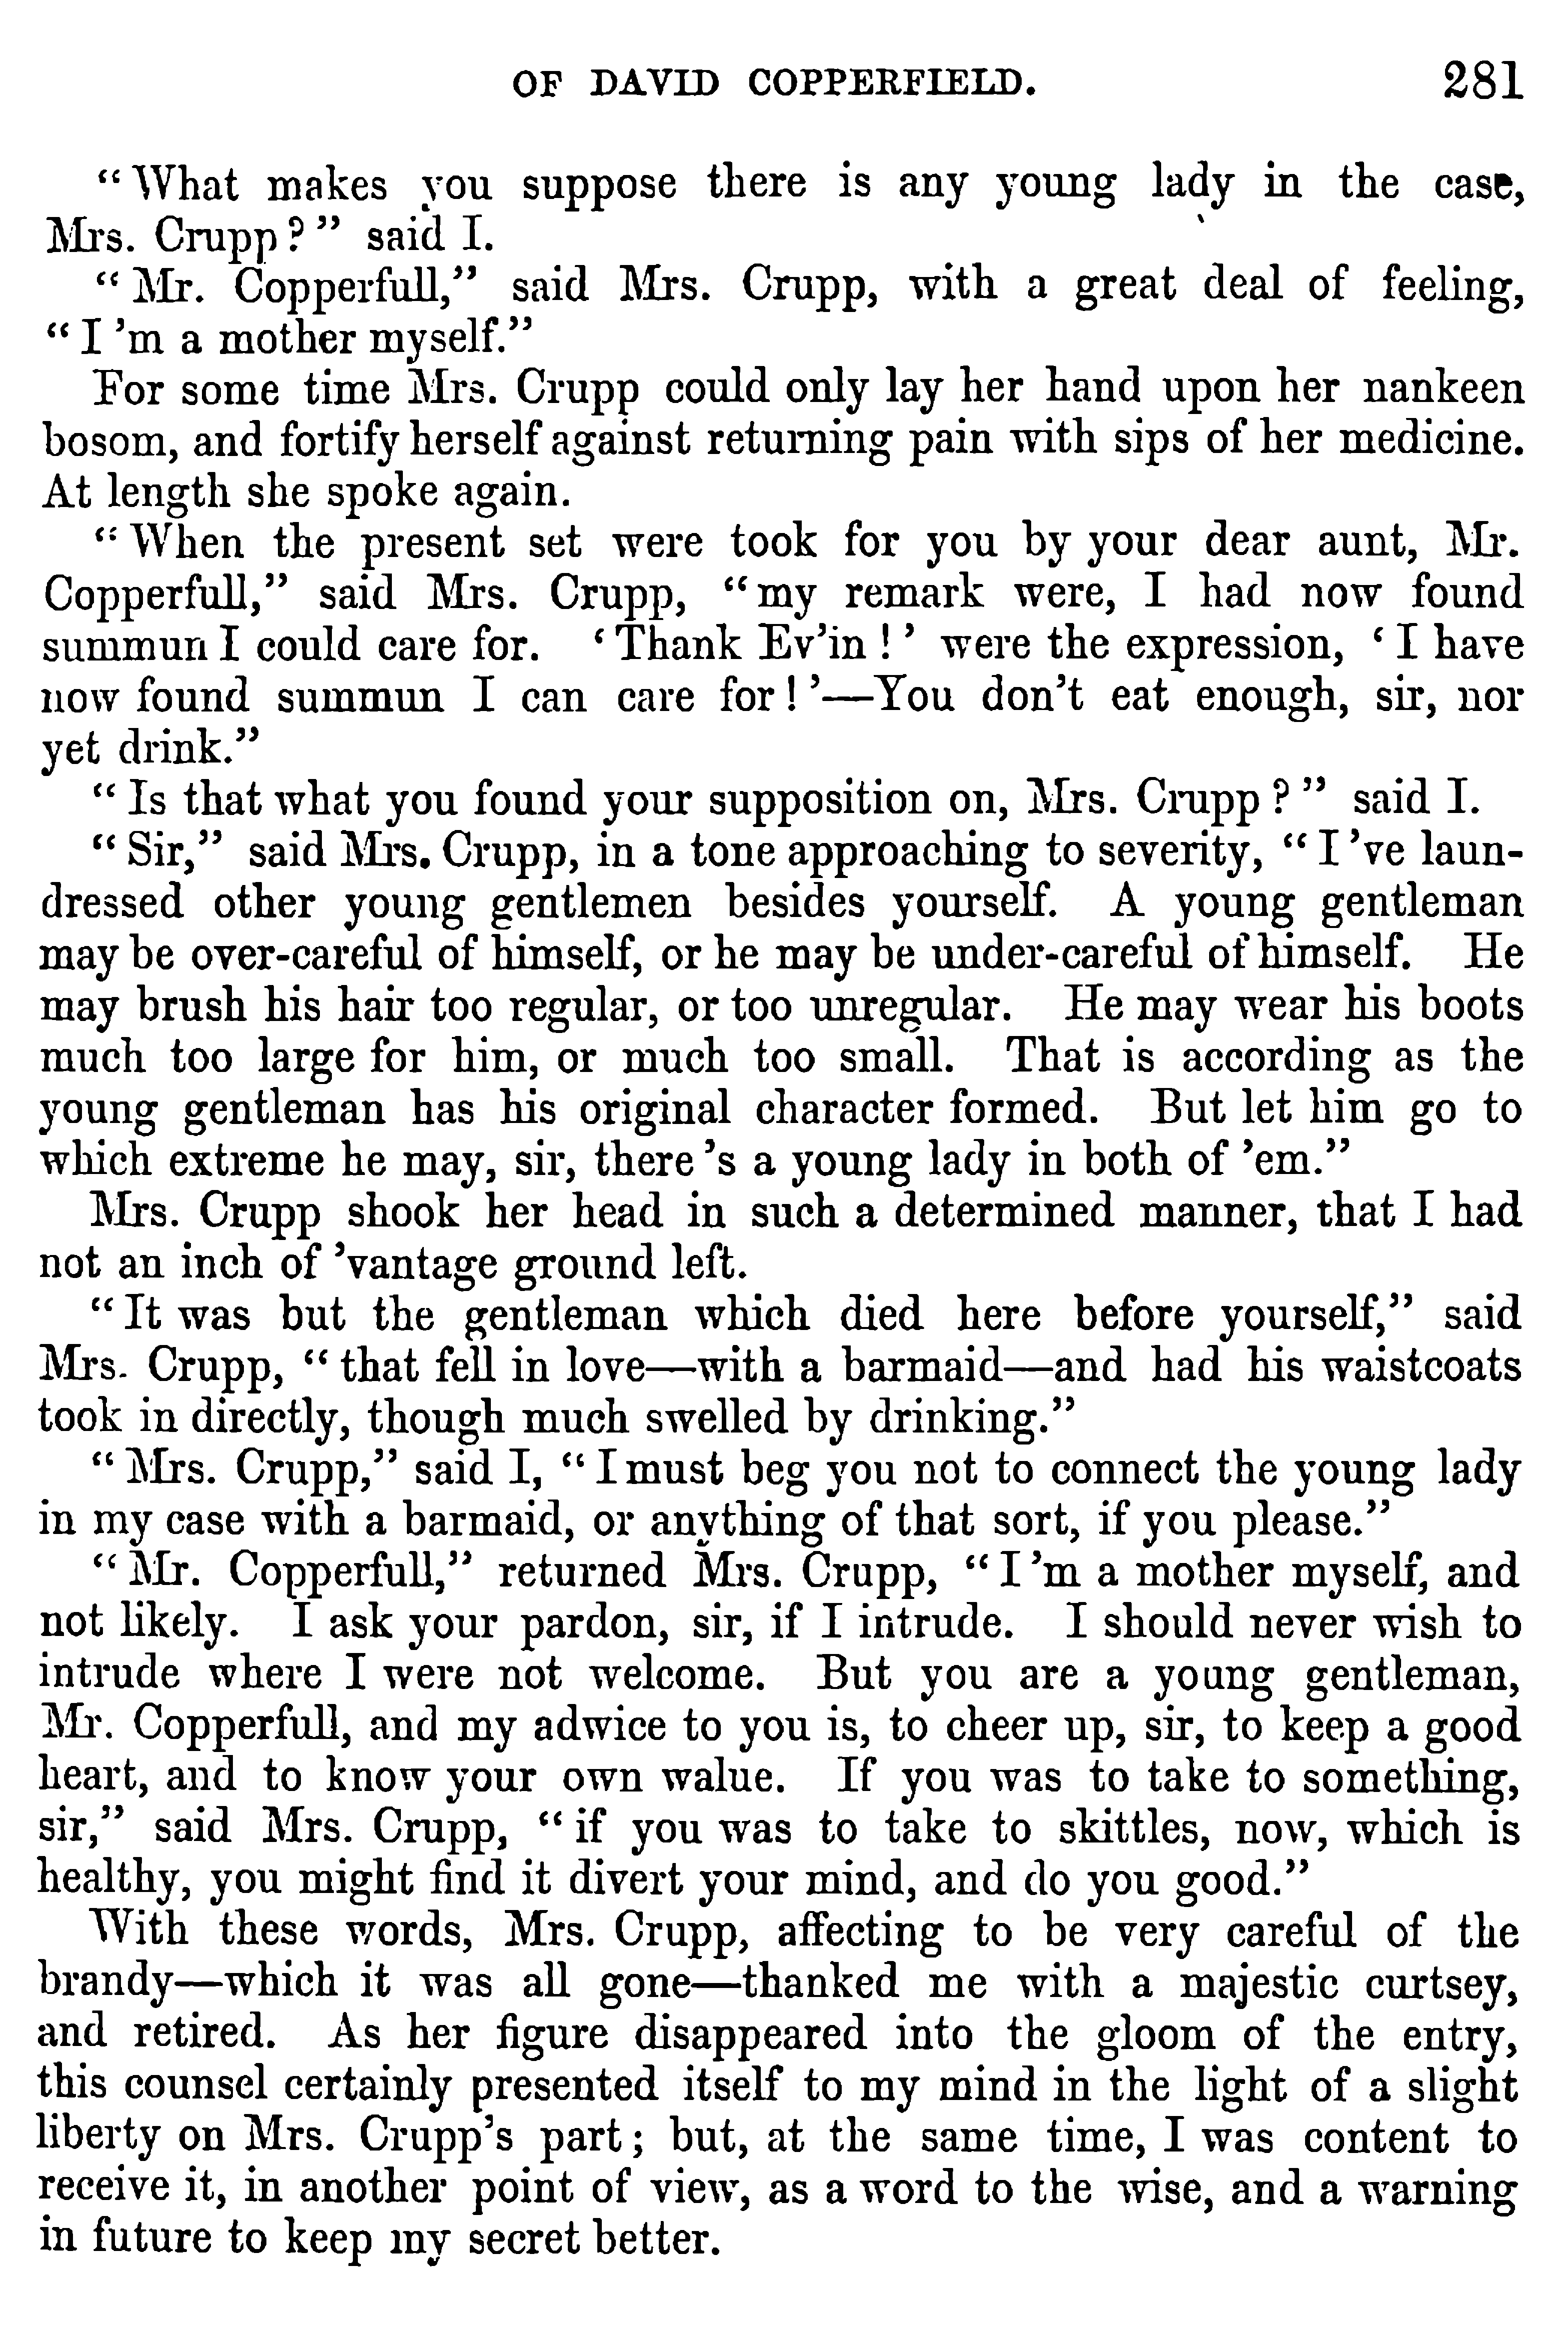 OF DAVID COPPERFIELD. 281
“What makes you suppose there is any young lady in the case,
Mrs. Crupp?” said I.
“Mr. Copperfull,” said Mrs. Crupp, with a great deal of feeling,
“I ’m a mother myself.”
For some time Mrs. Crupp could only lay her hand upon her nankeen
bosom, and fortify herself against returning pain with sips of her medicine.
At length she spoke again.
“When the present set were took for you by your dear aunt, Mr.
Copperfull,” said Mrs. Crupp, “my remark were, I had now found
summun I could care for. ‘Thank Ev’in!’ were the expression, ‘I have
now found summun I can care for!’—You don’t eat enough, sir, nor
yet drink.”
“Is that what you found your supposition on, Mrs. Crupp?” said I.
“Sir,” said Mrs. Crupp, in a tone approaching to severity, “I ’ve laun-
dressed other young gentlemen besides yourself. A young gentleman
may be over-careful of himself, or he may be under-careful of himself. He
may brush his hair too regular, or too unregular. He may wear his boots
much too large for him, or much too small. That is according as the
young gentleman has his original character formed. But let him go to
which extreme he may, sir, there ’s a young lady in both of ’em.”
Mrs. Crupp shook her head in such a determined manner, that I had
not an inch of ’vantage ground left.
“It was but the gentleman which died here before yourself,” said
Mrs. Crupp, “that fell in love—with a barmaid—and had his waistcoats
took in directly, though much swelled by drinking.”
“Mrs. Crupp,” said I, “I must beg you not to connect the young lady
in my case with a barmaid, or anything of that sort, if you please.”
“Mr. Copperfull,” returned Mrs. Crupp, “I ’m a mother myself, and
not likely. I ask your pardon, sir, if I intrude. I should never wish to
intrude where I were not welcome. But you are a young gentleman,
Mr. Copperfull, and my adwice to you is, to cheer up, sir, to keep a good
heart, and to know your own walue. If you was to take to something,
sir,” said Mrs. Crupp, “if you was to take to skittles, now, which is
healthy, you might find it divert your mind, and do you good.”
With these words, Mrs. Crupp, affecting to be very careful of the
brandy—which it was all gone—thanked me with a majestic curtsey,
and retired. As her figure disappeared into the gloom of the entry,
this counsel certainly presented itself to my mind in the light of a slight
liberty on Mrs. Crupp’s part; but, at the same time, I was content to
receive it, in another point of view, as a word to the wise, and a warning
in future to keep my secret better.